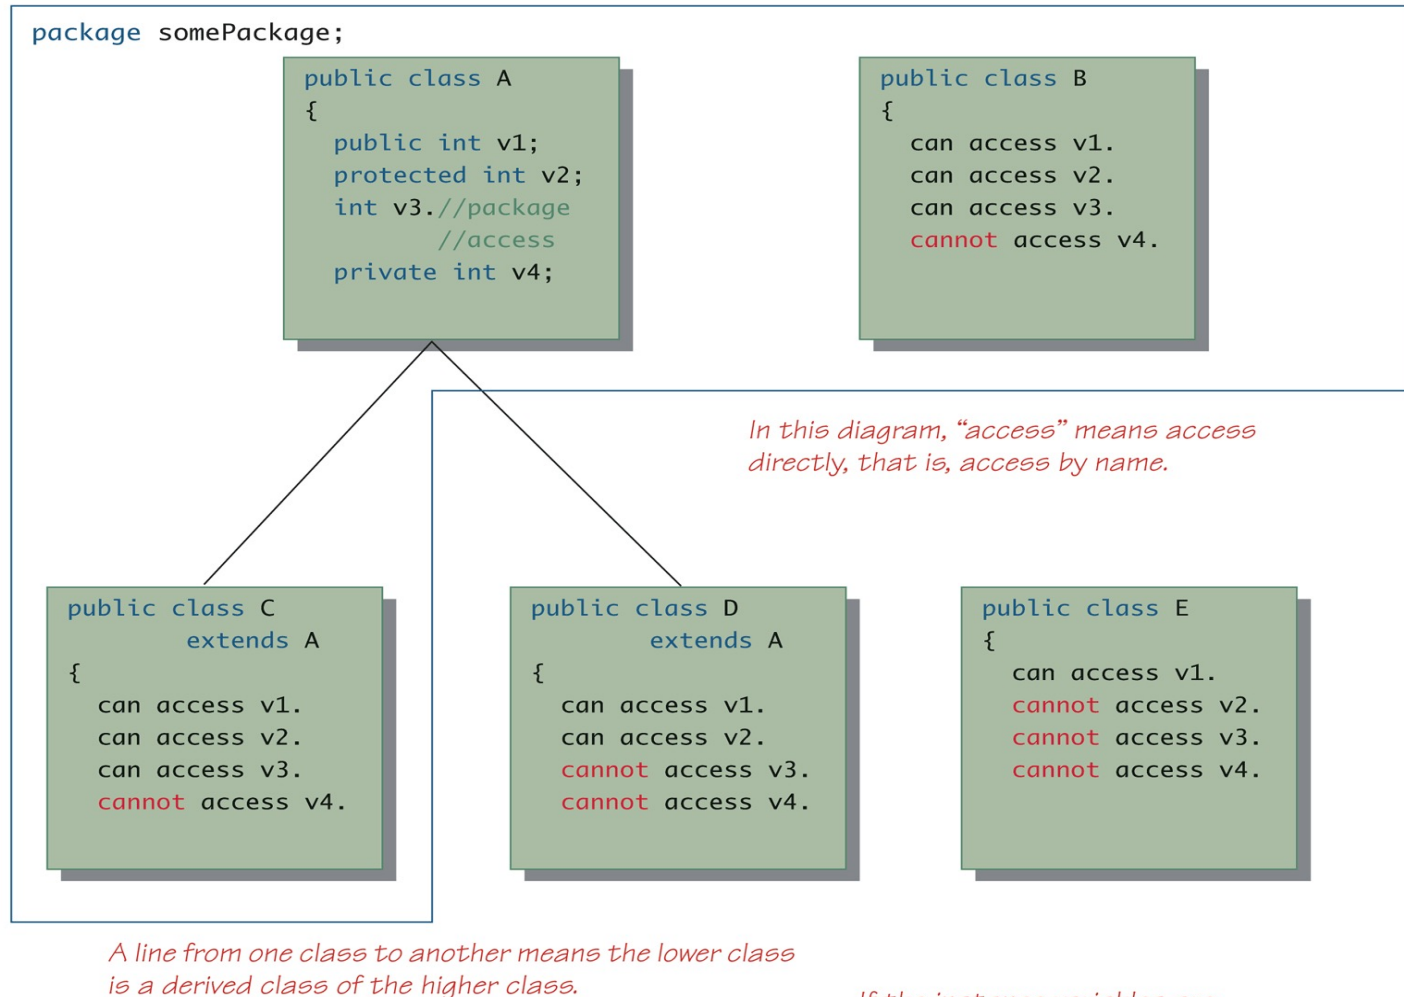 package somePackage;
public class A
{
public int v1;
protected int v2;
int v3.//package
//access
private int v4;
public class B
{
can access v1.
can access v2.
can access v3.
cannot access v4.
In this diagram, “access” means access
directly, that is, access by name.
public class C
extends A
{
can access v1.
can access v2.
can access v3.
cannot access v4.
public class D
extends A
{
can access v1.
can access v2.
cannot access v3.
cannot access v4.
public class E
{
can access v1.
cannot access v2.
cannot access v3.
cannot access v4.
A line from one class to another means the lower class
is a derived class of the higher class.
If the instance